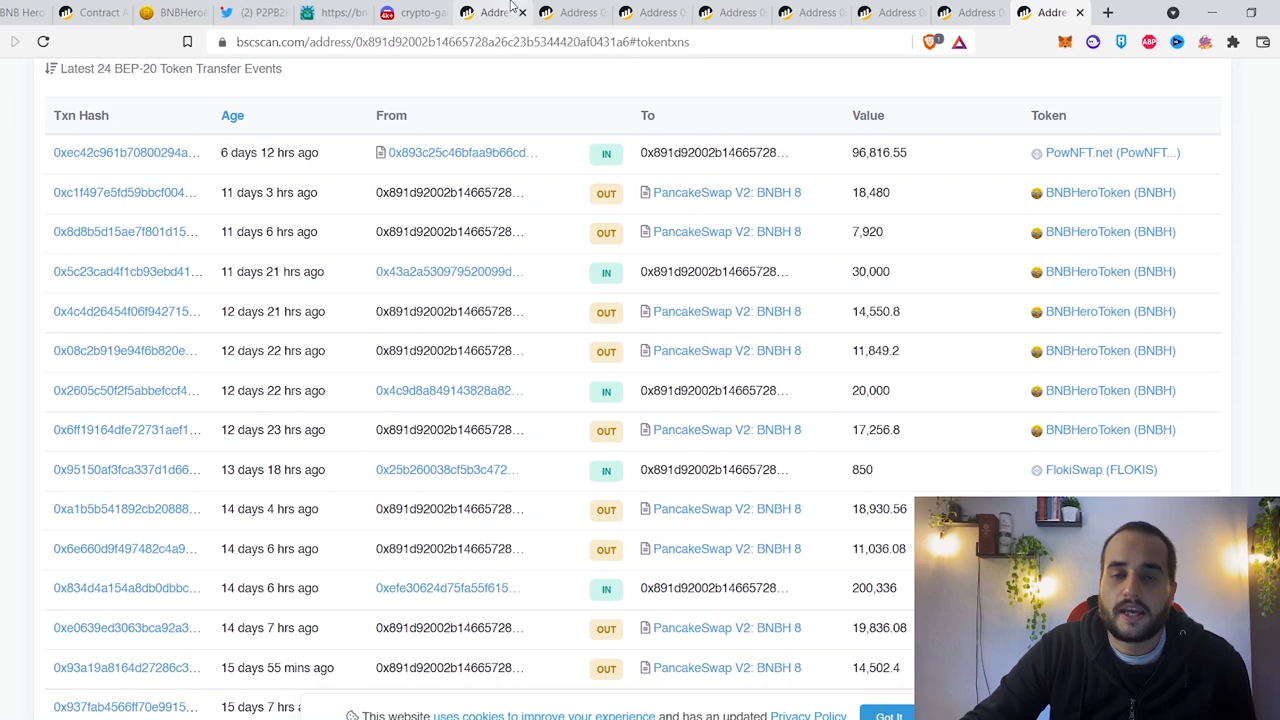 NB Hero
Contract A
BNBHeroe
(2) P2PB2B
https://bn
4k+
crypto-ga
Addre
Address 0
Address 0
Address 0
Address 0
Address 0
Address 0
Addre
bscscan.com/address/0x891d92002b14665728a26c23b5344420af0431a6#tokentxns
1
ABP
Latest 24 BEP-20 Token Transfer Events
Txn Hash Age From To Value Token
0xec42c961b70800294a... 6 days 12 hrs ago 0x893c25c46bfaa9b66cd... IN 0x891d92002b14665728... 96,816.55 PowNFT.net (PowNFT...)
0xc1f497e5fd59bbcf004... 11 days 3 hrs ago 0x891d92002b14665728... OUT PancakeSwap V2: BNBH 8 18,480 BNBHeroToken (BNBH)
0x8d8b5d15ae7f801d15... 11 days 6 hrs ago 0x891d92002b14665728... OUT PancakeSwap V2: BNBH 8 7,920 BNBHeroToken (BNBH)
0x5c23cad4f1cb93ebd41... 11 days 21 hrs ago 0x43a2a530979520099d... IN 0x891d92002b14665728... 30,000 BNBHeroToken (BNBH)
0x4c4d26454f06f942715... 12 days 21 hrs ago 0x891d92002b14665728... OUT PancakeSwap V2: BNBH 8 14,550.8 BNBHeroToken (BNBH)
0x08c2b919e94f6b820e... 12 days 22 hrs ago 0x891d92002b14665728... OUT PancakeSwap V2: BNBH 8 11,849.2 BNBHeroToken (BNBH)
0x2605c50f2f5abbefccf4... 12 days 22 hrs ago 0x4c9d8a849143828a82... IN 0x891d92002b14665728... 20,000 BNBHeroToken (BNBH)
0x6ff19164dfe72731aef1... 12 days 23 hrs ago 0x891d92002b14665728... OUT PancakeSwap V2: BNBH 8 17,256.8 BNBHeroToken (BNBH)
0x95150af3fca337d1d66... 13 days 18 hrs ago 0x25b260038cf5b3c472... IN 0x891d92002b14665728... 850 FlokiSwap (FLOKIS)
0xa1b5b541892cb20888... 14 days 4 hrs ago 0x891d92002b14665728... OUT PancakeSwap V2: BNBH 8 18,930.56
0x6e660d9f497482c4a9... 14 days 6 hrs ago 0x891d92002b14665728... OUT PancakeSwap V2: BNBH 8 11,036.08
0x834d4a154a8db0dbbc... 14 days 6 hrs ago 0xefe30624d75fa55f615... IN 0x891d92002b14665728... 200,336
0xe0639ed3063bca92a3... 14 days 7 hrs ago 0x891d92002b14665728... OUT PancakeSwap V2: BNBH 8 19,836.08
0x93a19a8164d27286c3... 15 days 55 mins ago 0x891d92002b14665728... OUT PancakeSwap V2: BNBH 8 14,502.4
0x937fab4566ff70e9915... 15 days 7 hrs a
This website uses cookies to improve your experience and has an updated Privacy Policy. Got It